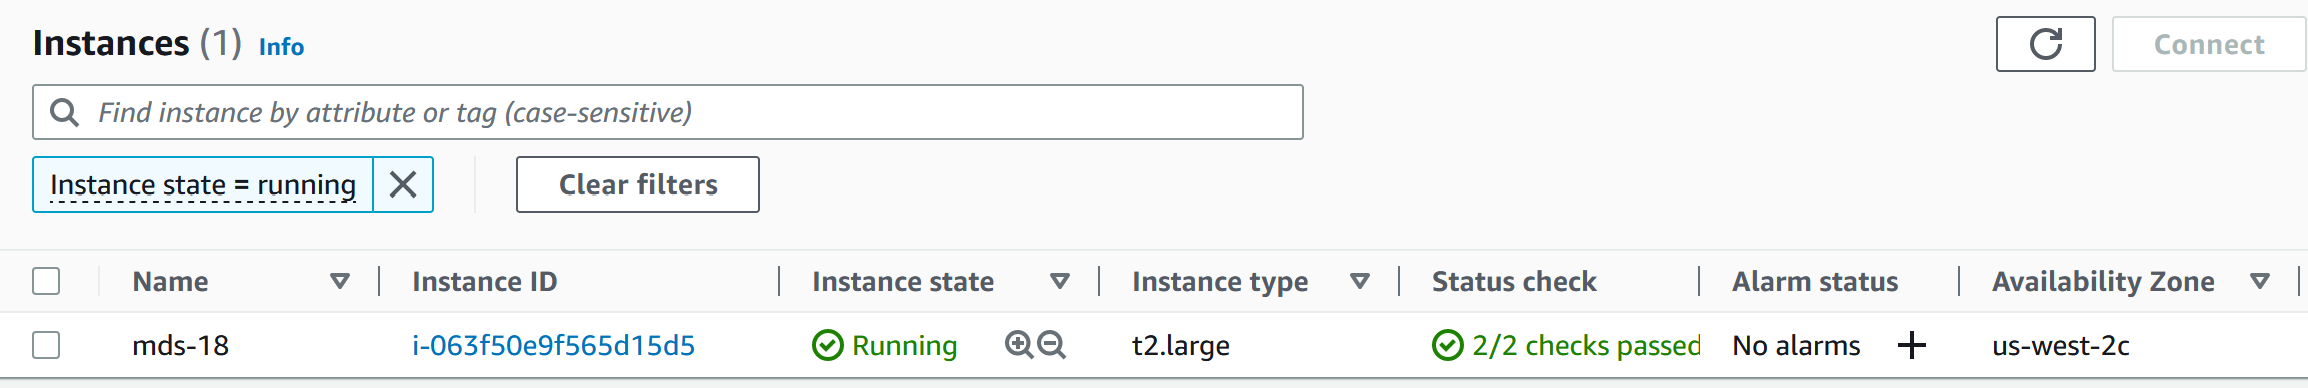 Instances (1) Info
Connect
Find instance by attribute or tag (case-sensitive)
Instance state = running
Clear filters
Name Instance ID Instance state Instance type Status check Alarm status Availability Zone
mds-18 i-063f50e9f565d15d5 Running t2.large 2/2 checks passed No alarms + us-west-2c